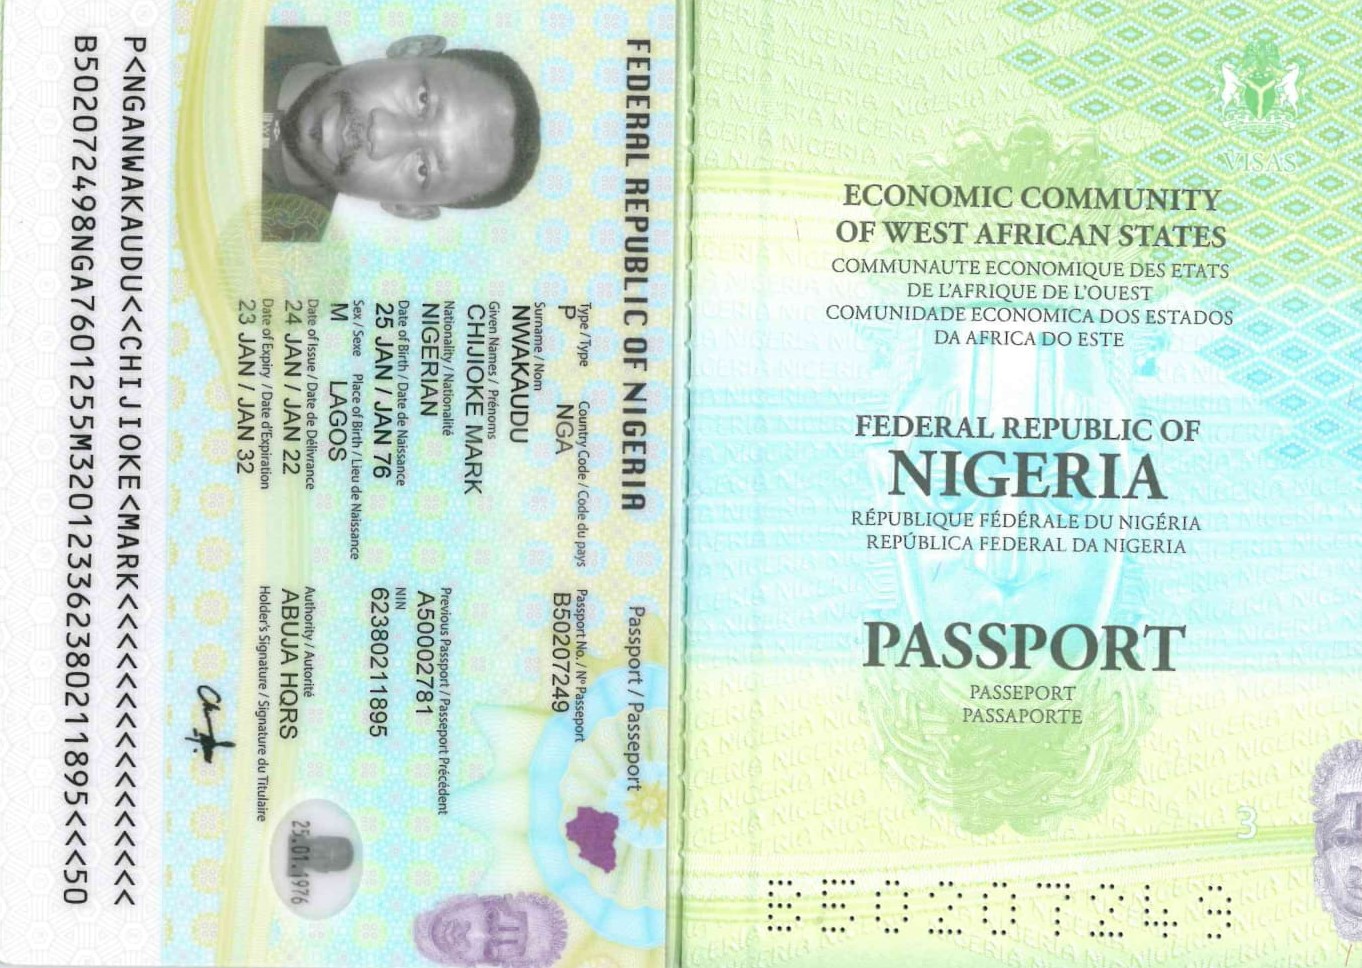 VISAS
ECONOMIC COMMUNITY
OF WEST AFRICAN STATES
COMMUNAUTE ECONOMIQUE DES ETATS
DE L'AFRIQUE DE L'OUEST
COMUNIDADE ECONOMICA DOS ESTADOS
DA AFRICA DO ESTE
FEDERAL REPUBLIC OF
NIGERIA
RÉPUBLIQUE FÉDÉRALE DU NIGÉRIA
REPÚBLICA FEDERAL DA NIGERIA
PASSPORT
PASSEPORT
PASSAPORTE
3
B50207249
FEDERAL REPUBLIC OF NIGERIA
Passport / Passeport
Type / Type Country Code / Code du pays Passport No. / N° Passeport
P NGA B50207249
Surname / Nom
NWAKAUDU
Given Names / Prénoms
CHIJIOKE MARK
Nationality / Nationalité Previous Passport / Passeport Précédent
NIGERIAN A50002781
Date of Birth / Date de Naissance NIN
25 JAN / JAN 76 62380211895
Sex / Sexe Place of Birth / Lieu de Naissance
M LAGOS
Date of Issue / Date de Délivrance Authority / Autorité
24 JAN / JAN 22 ABUJA HQRS
Date of Expiry / Date d'Expiration Holder's Signature / Signature du Titulaire
23 JAN / JAN 32
25.01.1976
P<NGANWAKAUDU<<CHIJIOKE<MARK<<<<<<<<<<<<<<<<
B502072498NGA7601255M320123362380211895<<<50